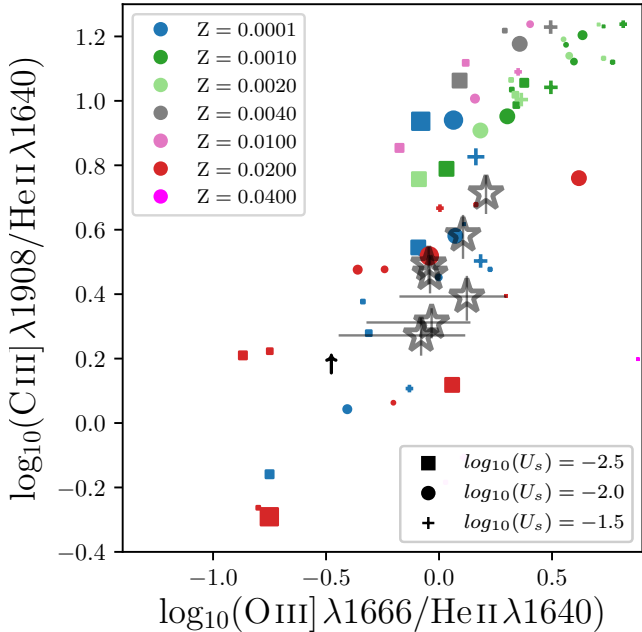 Z = 0.0001
Z = 0.0010
Z = 0.0020
Z = 0.0040
Z = 0.0100
Z = 0.0200
Z = 0.0400
log10(Us) = −2.5
log10(Us) = −2.0
log10(Us) = −1.5
1.2
1.0
0.8
0.6
0.4
0.2
0.0
−0.2
−0.4
−1.0 −0.5 0.0 0.5
log10(C III] λ1908/He II λ1640)
log10(O III] λ1666/He II λ1640)